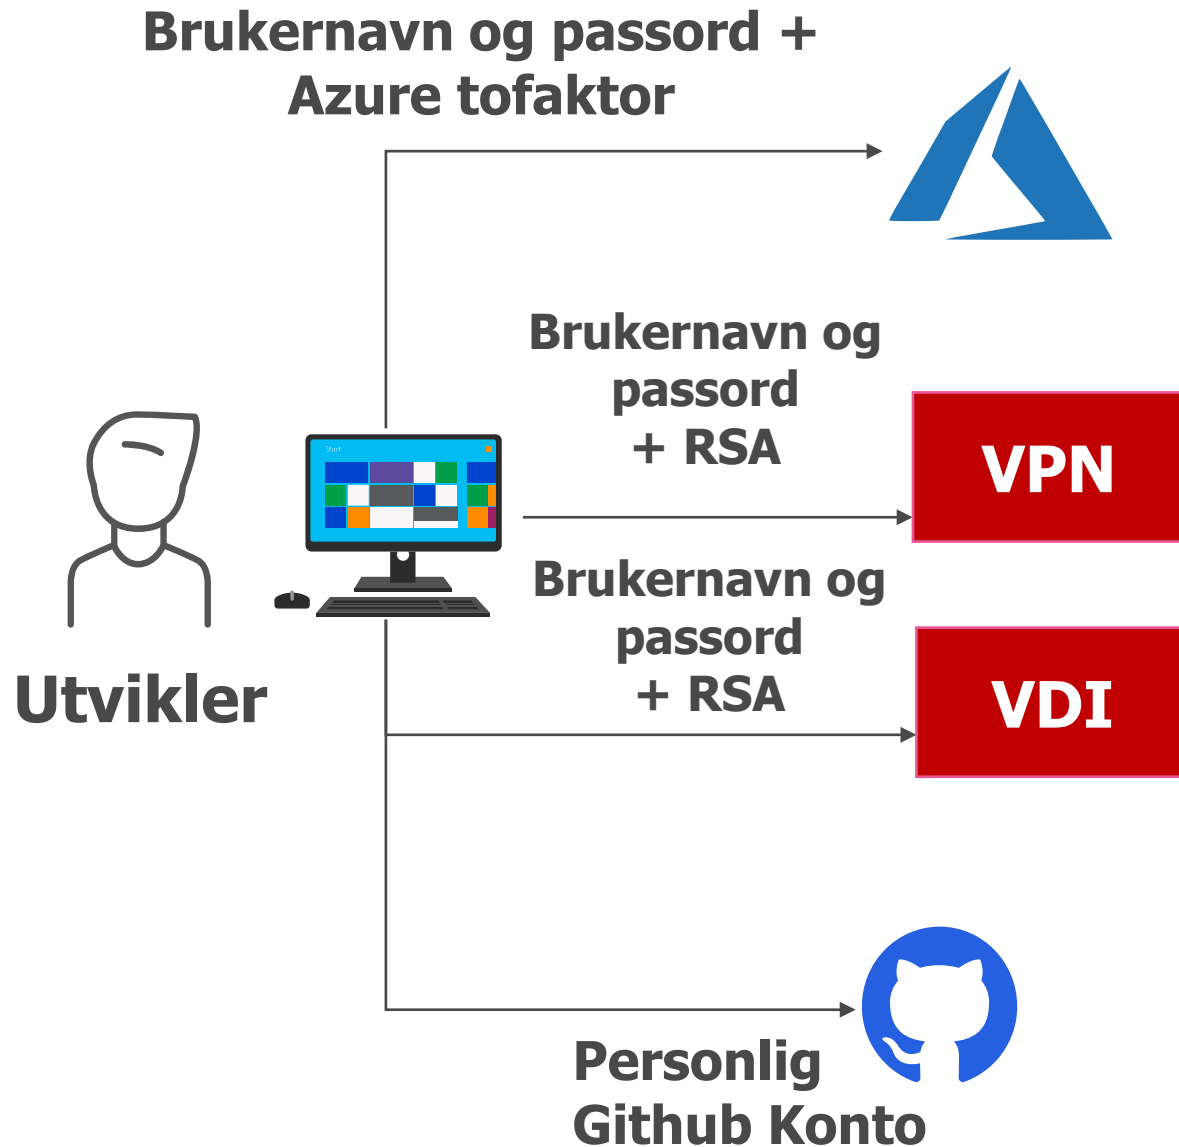 Brukernavn og passord +
Azure tofaktor
Brukernavn og
passord
+ RSA
VPN
Start
Brukernavn og
passord
+ RSA
Utvikler
VDI
Personlig
Github Konto